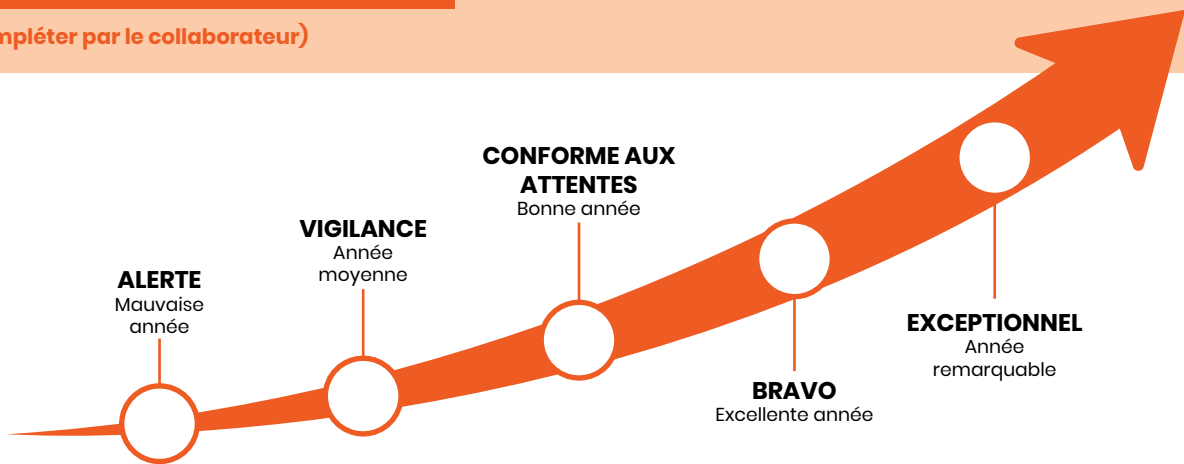 mpléter par le collaborateur)
CONFORME AUX
ATTENTES
Bonne année
VIGILANCE
Année
moyenne
ALERTE
Mauvaise
année
EXCEPTIONNEL
Année
remarquable
BRAVO
Excellente année